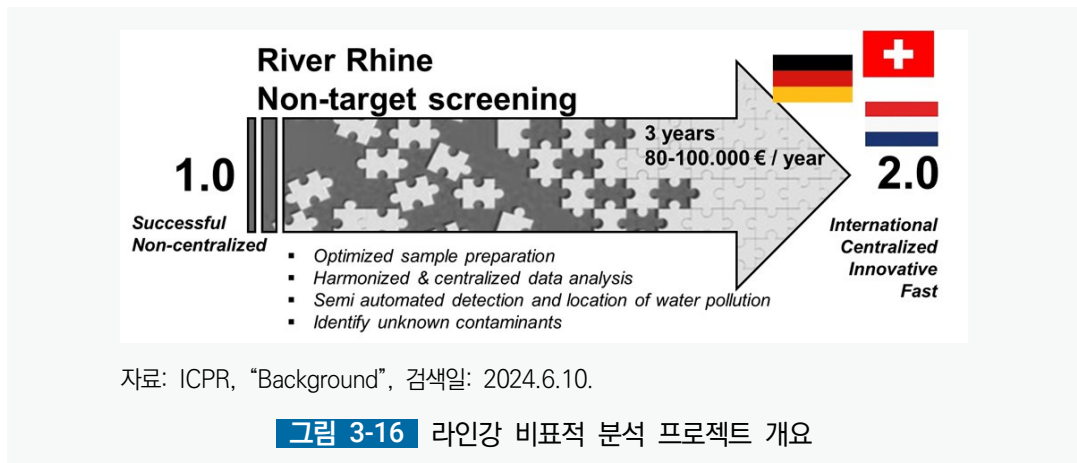 River Rhine
Non-target screening
3 years
80-100.000 € / year
1.0
2.0
Successful
Non-centralized
International
Centralized
Innovative
Fast
▪ Optimized sample preparation
▪ Harmonized & centralized data analysis
▪ Semi automated detection and location of water pollution
▪ Identify unknown contaminants
자료: ICPR, “Background”, 검색일: 2024.6.10.
그림 3-16 라인강 비표적 분석 프로젝트 개요